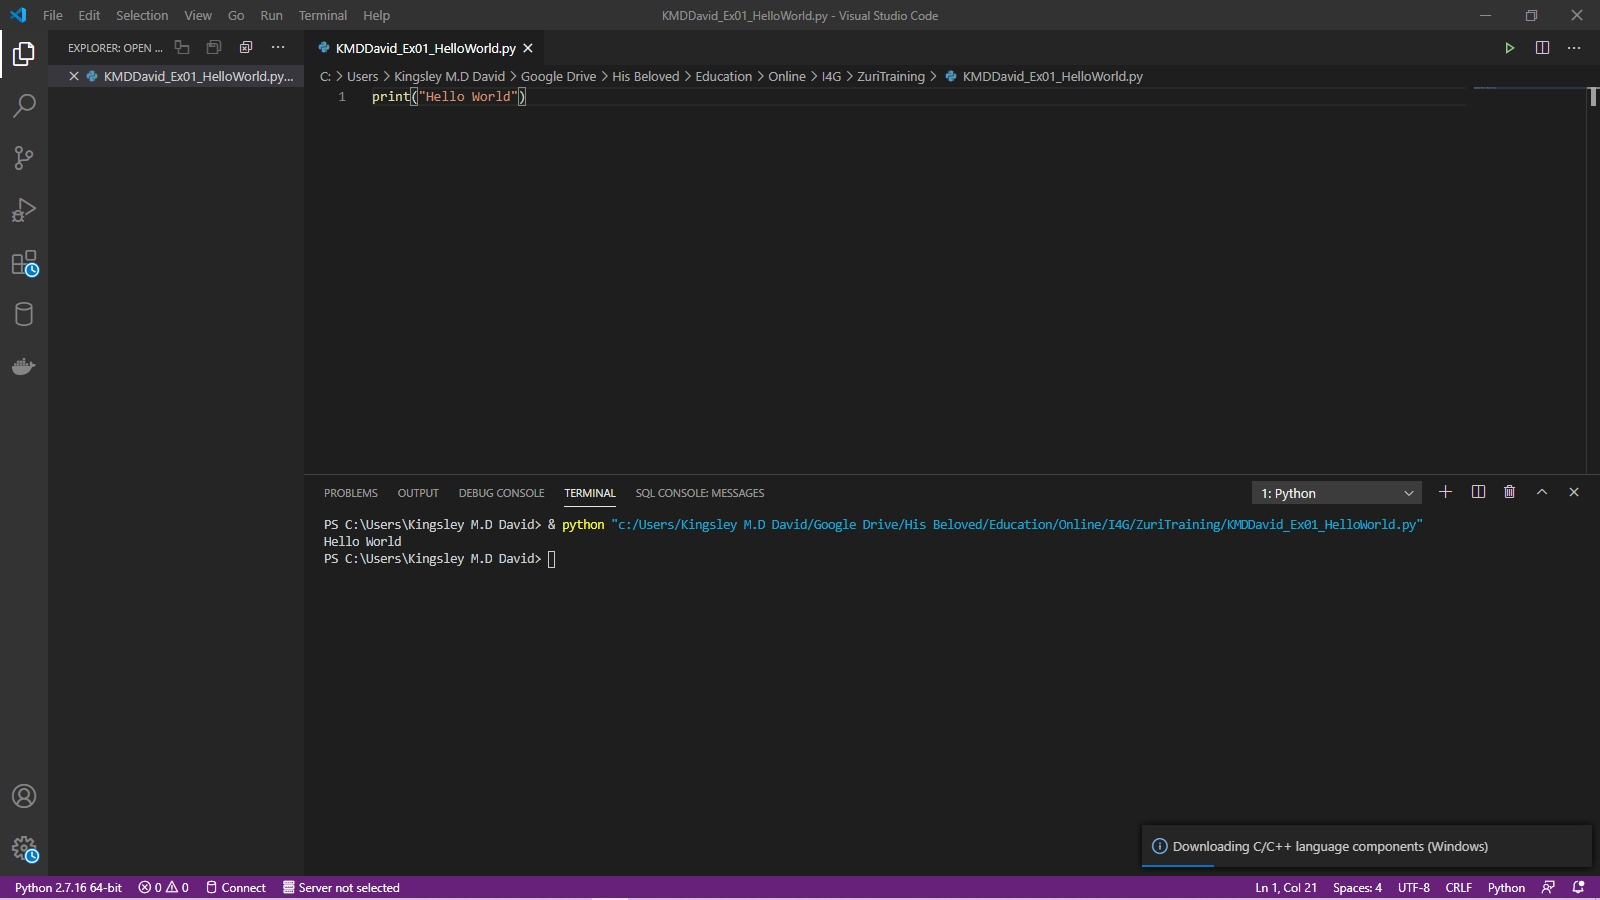 File Edit Selection View Go Run Terminal Help KMDDavid_Ex01_HelloWorld.py - Visual Studio Code
EXPLORER: OPEN ...
KMDDavid_Ex01_HelloWorld.py...
KMDDavid_Ex01_HelloWorld.py
C: > Users > Kingsley M.D David > Google Drive > His Beloved > Education > Online > I4G > ZuriTraining > KMDDavid_Ex01_HelloWorld.py
1 print("Hello World")
PROBLEMS OUTPUT DEBUG CONSOLE TERMINAL SQL CONSOLE: MESSAGES 1: Python
PS C:\Users\Kingsley M.D David> & python "c:/Users/Kingsley M.D David/Google Drive/His Beloved/Education/Online/I4G/ZuriTraining/KMDDavid_Ex01_HelloWorld.py"
Hello World
PS C:\Users\Kingsley M.D David>
Downloading C/C++ language components (Windows)
Python 2.7.16 64-bit 0 0 Connect Server not selected Ln 1, Col 21 Spaces: 4 UTF-8 CRLF Python